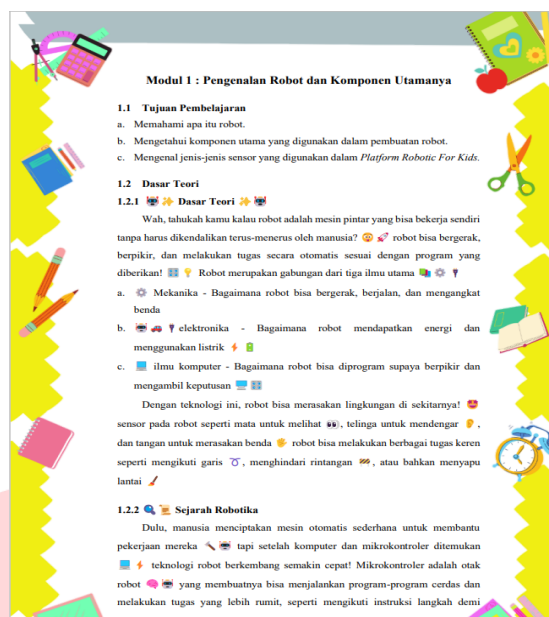 Modul 1 : Pengenalan Robot dan Komponen Utamanya
1.1 Tujuan Pembelajaran
a. Memahami apa itu robot.
b. Mengetahui komponen utama yang digunakan dalam pembuatan robot.
c. Mengenal jenis-jenis sensor yang digunakan dalam Platform Robotic For Kids.
1.2 Dasar Teori
1.2.1 🤖 ✨ Dasar Teori ✨ 🤖
Wah, tahukah kamu kalau robot adalah mesin pintar yang bisa bekerja sendiri
tanpa harus dikendalikan terus-menerus oleh manusia? 😲 🚀 robot bisa bergerak,
berpikir, dan melakukan tugas secara otomatis sesuai dengan program yang
diberikan! 🎛️ 💡 Robot merupakan gabungan dari tiga ilmu utama 📚 ⚙️ 💡
a. ⚙️ Mekanika - Bagaimana robot bisa bergerak, berjalan, dan mengangkat
benda
b. 🤖 🚗 💡 elektronika - Bagaimana robot mendapatkan energi dan
menggunakan listrik ⚡ 🔋
c. 💻 ilmu komputer - Bagaimana robot bisa diprogram supaya berpikir dan
mengambil keputusan 💻 🎛️
Dengan teknologi ini, robot bisa merasakan lingkungan di sekitarnya! 🤩
sensor pada robot seperti mata untuk melihat 👀, telinga untuk mendengar 👂,
dan tangan untuk merasakan benda 🖐️ robot bisa melakukan berbagai tugas keren
seperti mengikuti garis ➰, menghindari rintangan 🚧, atau bahkan menyapu
lantai 🧹
1.2.2 🔍 📜 Sejarah Robotika
Dulu, manusia menciptakan mesin otomatis sederhana untuk membantu
pekerjaan mereka 🔨 🤖 tapi setelah komputer dan mikrokontroler ditemukan
💻 ⚡ teknologi robot berkembang semakin cepat! Mikrokontroler adalah otak
robot 🧠 🤖 yang membuatnya bisa menjalankan program-program cerdas dan
melakukan tugas yang lebih rumit, seperti mengikuti instruksi langkah demi